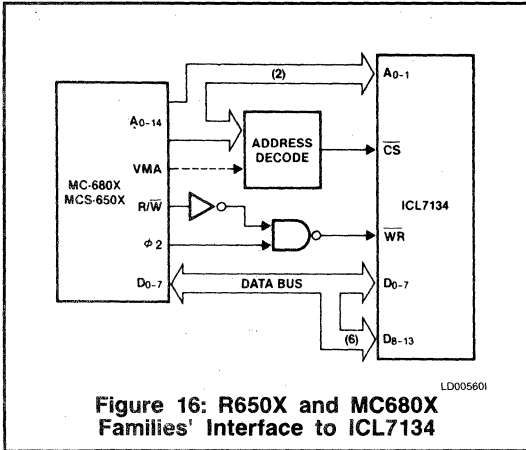 (2)
A0-1
A0-14
ADDRESS
DECODE
CS
VMA
MC-680X
MCS-650X
R/W
ICL7134
WR
ϕ2
D0-7
DATA BUS
D0-7
(6)
D8-13
LD00560I
Figure 16: R650X and MC680X
Families' Interface to ICL7134